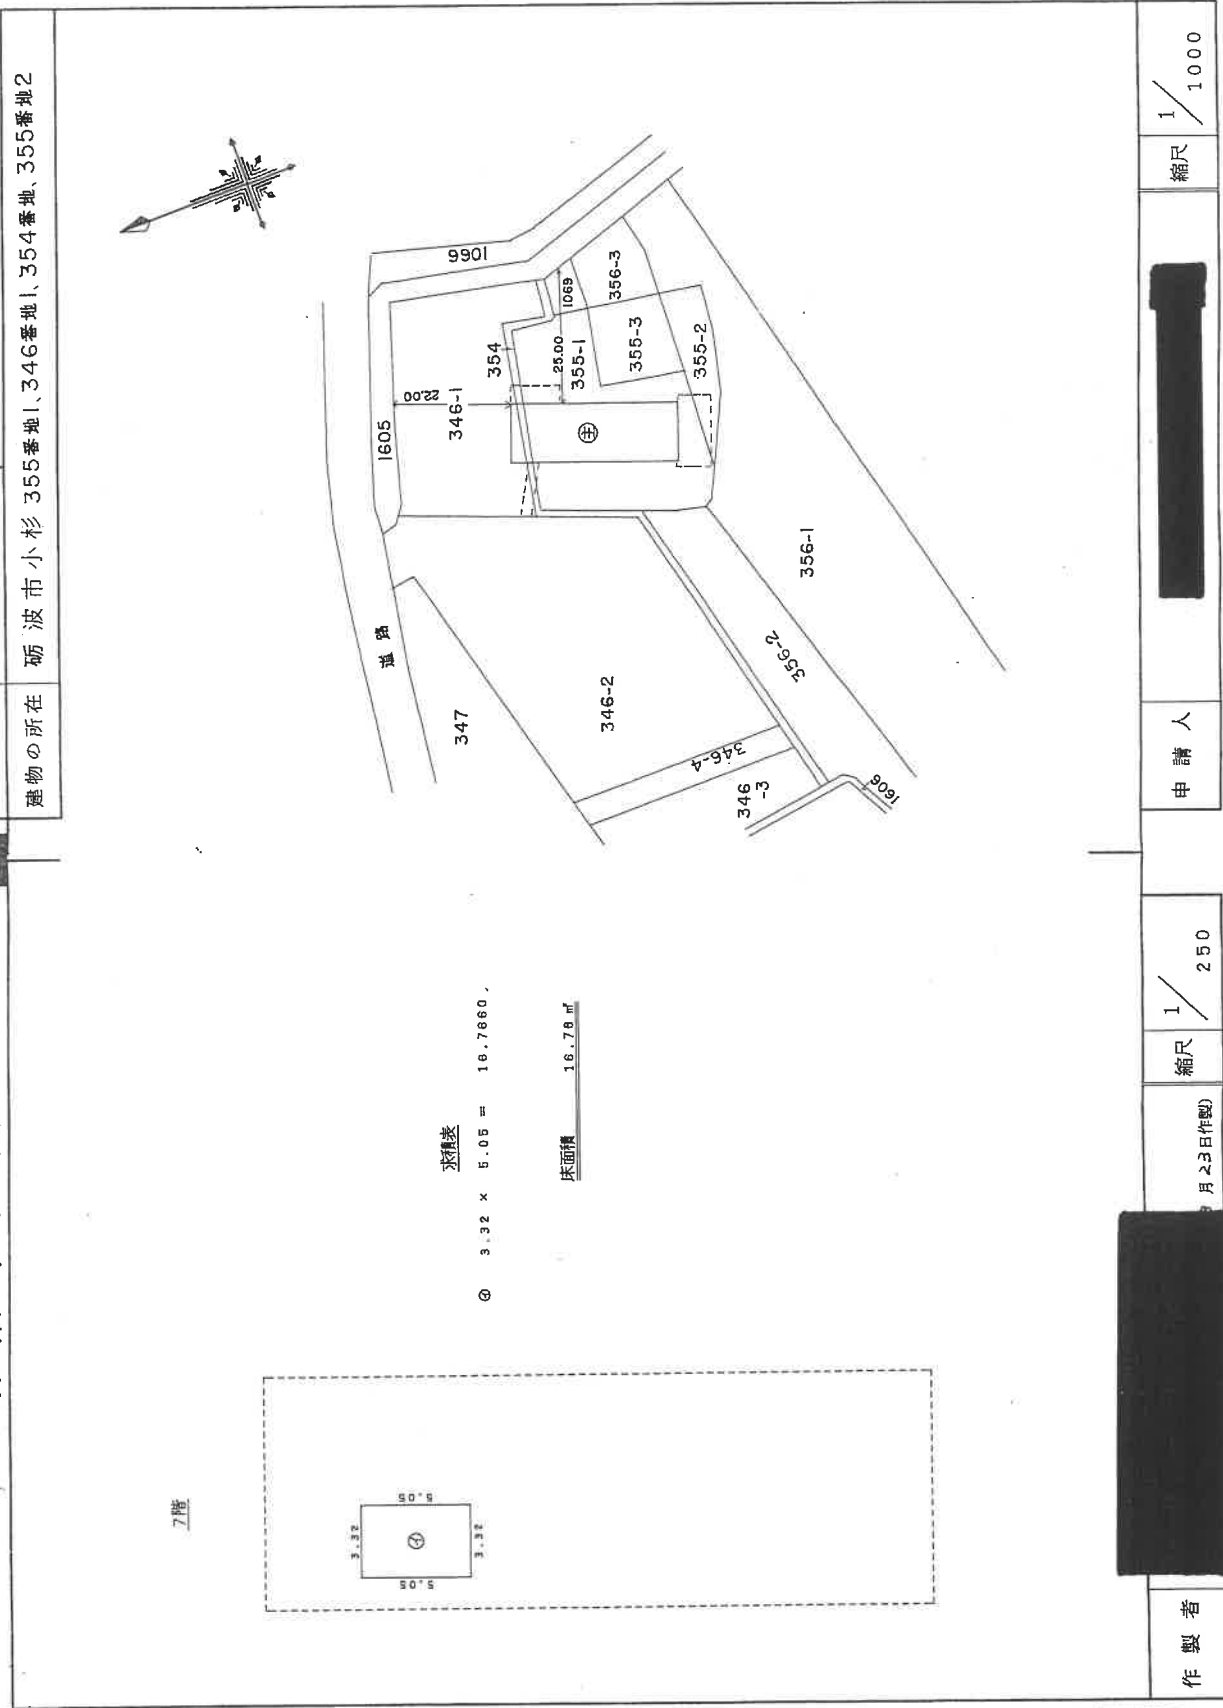 建物の所在
砺波市小杉 355番地1、346番地1、354番地、355番地2
7階
3.32
5.05
㋑
5.05
3.32
求積表
㋑ 3.32 × 5.05 = 16.7660
床面積 16.76㎡
道路
1605
1066
347
346-1
22.00
354
1069
25.00
355-1
356-3
355-3
355-2
㊤
346-2
346-4
346
-3
356-2
356-1
1606
作製者
月23日作製)
縮尺 1/250
申請人
縮尺 1/1000